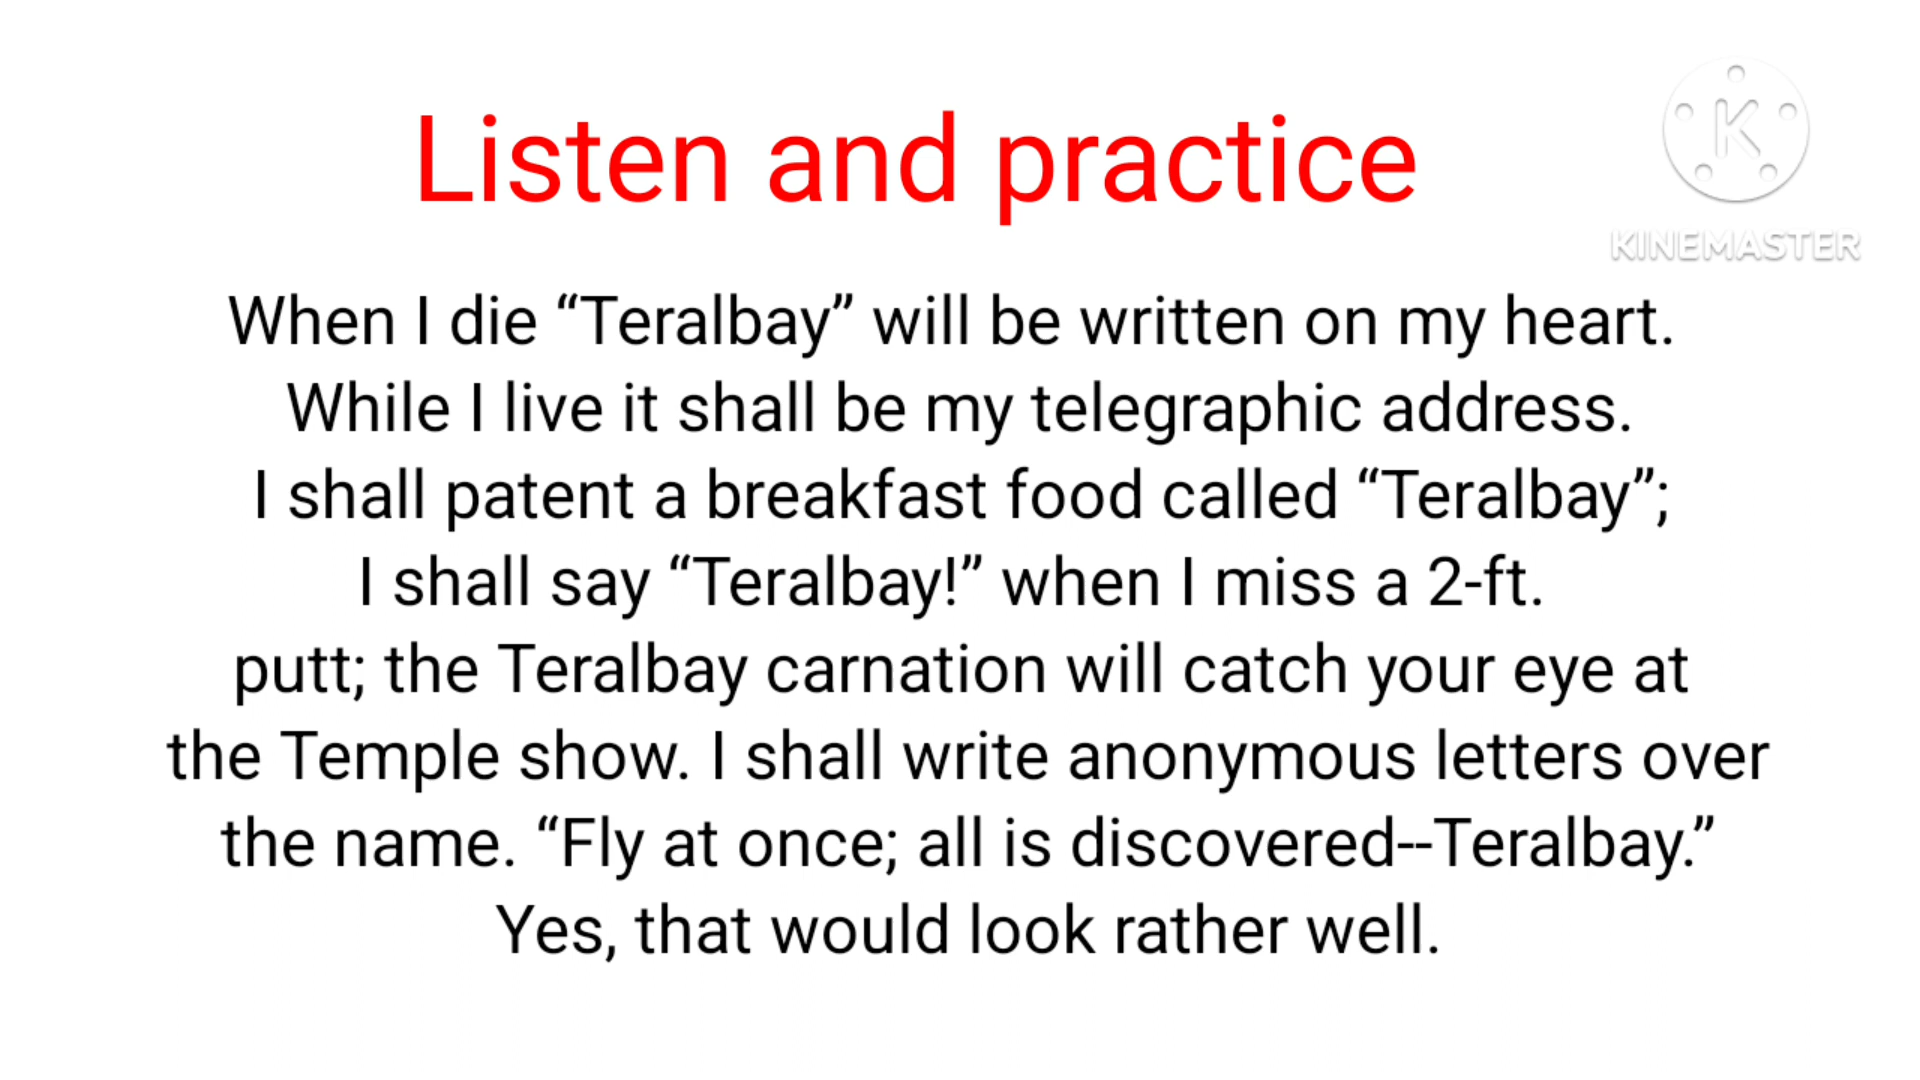 Listen and practice
KINEMASTER
When I die “Teralbay” will be written on my heart.
While I live it shall be my telegraphic address.
I shall patent a breakfast food called “Teralbay”;
I shall say “Teralbay!” when I miss a 2-ft.
putt; the Teralbay carnation will catch your eye at
the Temple show. I shall write anonymous letters over
the name. “Fly at once; all is discovered--Teralbay.”
Yes, that would look rather well.